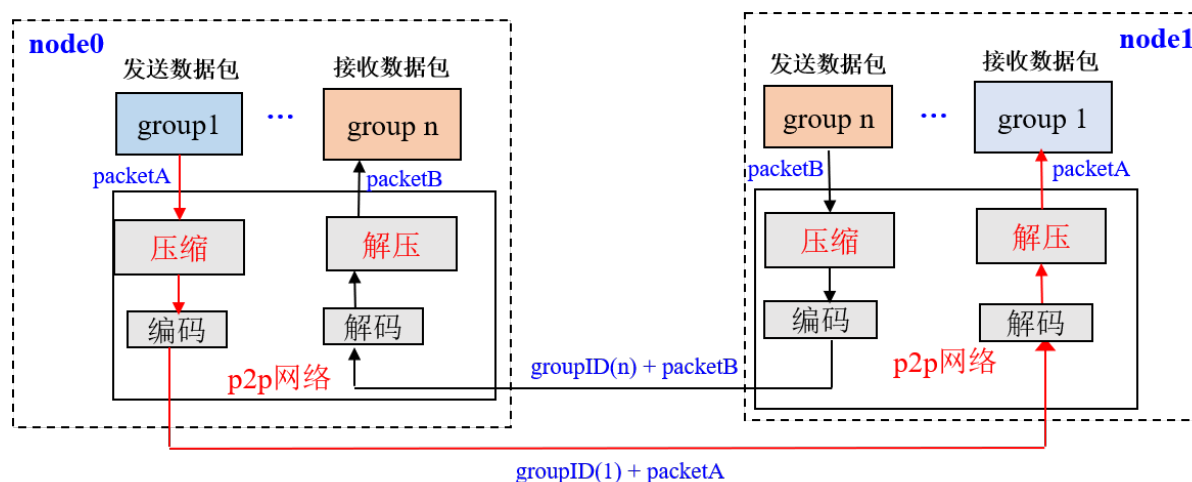 node0
node1
发送数据包
接收数据包
发送数据包
接收数据包
group1
...
group n
group n
...
group 1
packetA
packetB
packetB
packetA
压缩
解压
压缩
解压
编码
解码
编码
解码
p2p网络
groupID(n) + packetB
p2p网络
groupID(1) + packetA